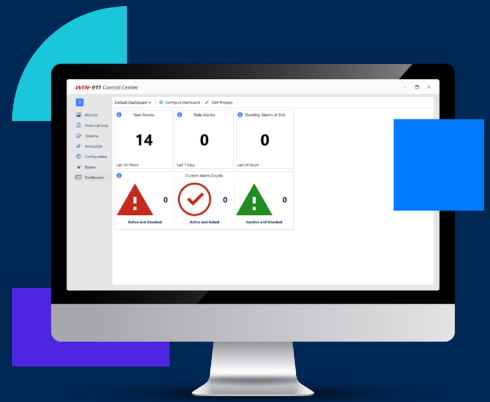 WIN-911 Control Center
Default Dashboard Configure Dashboard Edit Widgets
Monitor
Historical Logs
Timeline
Announcer
Configuration
Dashboards
New Alarms
14
Last 24 Hours
Stale Alarms
0
Last 7 Days
Standing Alarms at End
0
Last 24 Hours
Current Alarm Counts
0
Active and Unacked
0
Active and Acked
0
Inactive and Unacked